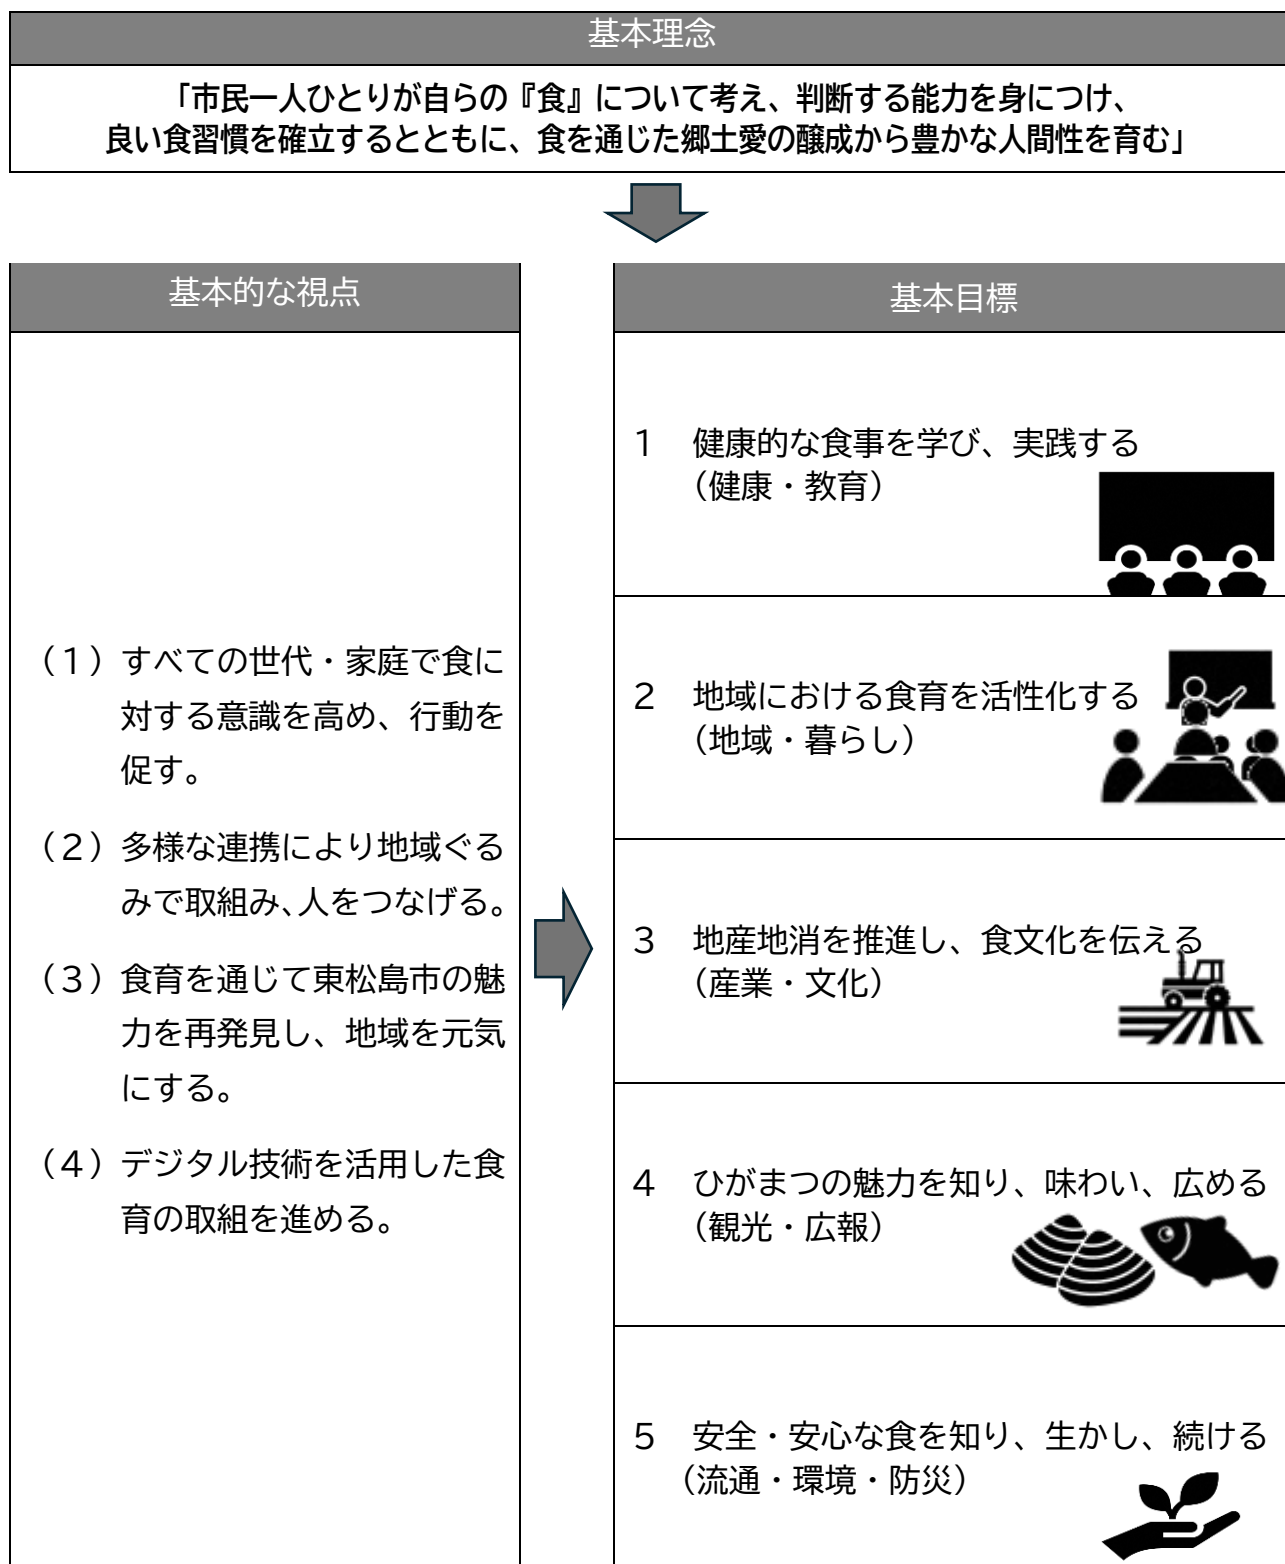 基本理念
「市民一人ひとりが自らの『食』について考え、判断する能力を身につけ、
良い食習慣を確立するとともに、食を通じた郷土愛の醸成から豊かな人間性を育む」
基本的な視点
（１）すべての世代・家庭で食に
対する意識を高め、行動を
促す。
（２）多様な連携により地域ぐる
みで取組み、人をつなげる。
（３）食育を通じて東松島市の魅
力を再発見し、地域を元気
にする。
（４）デジタル技術を活用した食
育の取組を進める。
基本目標
１　健康的な食事を学び、実践する
（健康・教育）
２　地域における食育を活性化する
（地域・暮らし）
３　地産地消を推進し、食文化を伝える
（産業・文化）
４　ひがまつの魅力を知り、味わい、広める
（観光・広報）
５　安全・安心な食を知り、生かし、続ける
（流通・環境・防災）